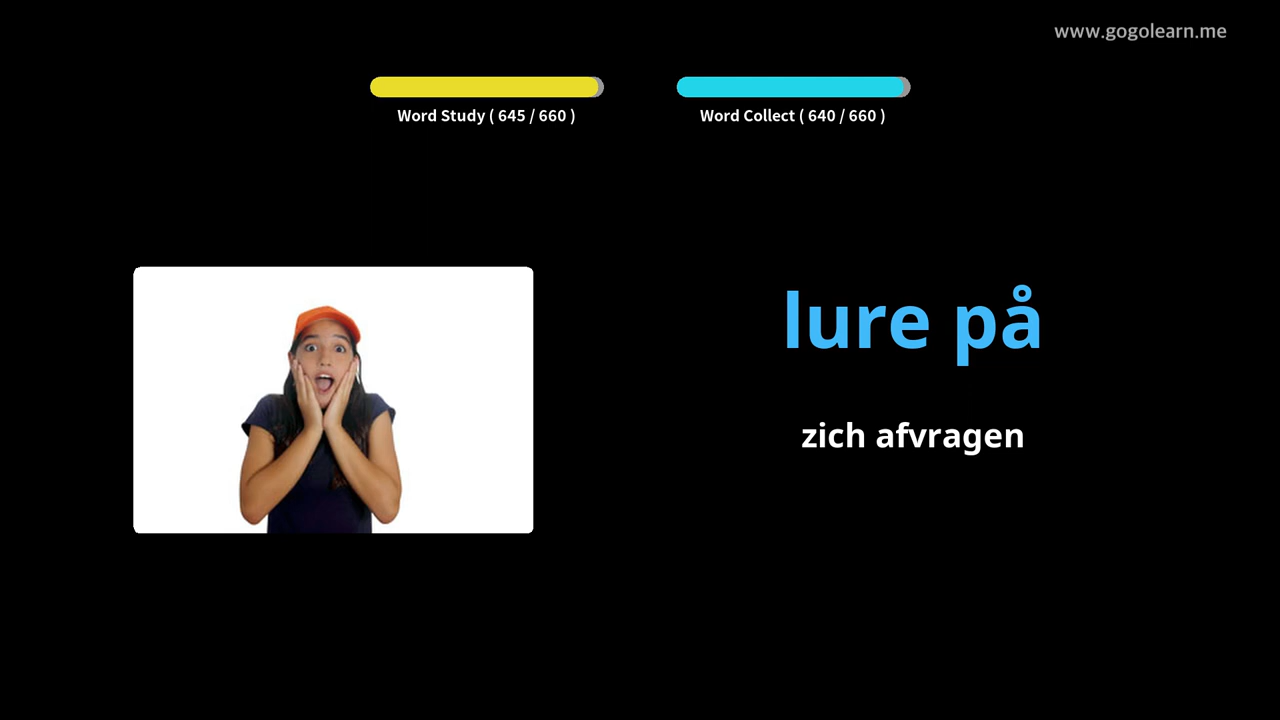 www.gogolearn.me
Word Study ( 645 / 660 )
Word Collect ( 640 / 660 )
lure på
zich afvragen